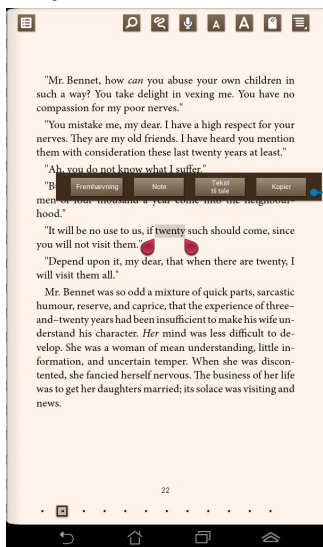 A A
"Mr. Bennet, how can you abuse your own children in
such a way? You take delight in vexing me. You have no
compassion for my poor nerves."
"You mistake me, my dear. I have a high respect for your
nerves. They are my old friends. I have heard you mention
them with consideration these last twenty years at least."
"Ah, you do not know what I suffer."
Fremhævning Note Tekst til tale Kopier
men of four thousand a year come into the neighbour-
hood."
"It will be no use to us, if twenty such should come, since
you will not visit them."
"Depend upon it, my dear, that when there are twenty, I
will visit them all."
Mr. Bennet was so odd a mixture of quick parts, sarcastic
humour, reserve, and caprice, that the experience of three–
and–twenty years had been insufficient to make his wife un-
derstand his character. Her mind was less difficult to de-
velop. She was a woman of mean understanding, little in-
formation, and uncertain temper. When she was discon-
tented, she fancied herself nervous. The business of her life
was to get her daughters married; its solace was visiting and
news.
22